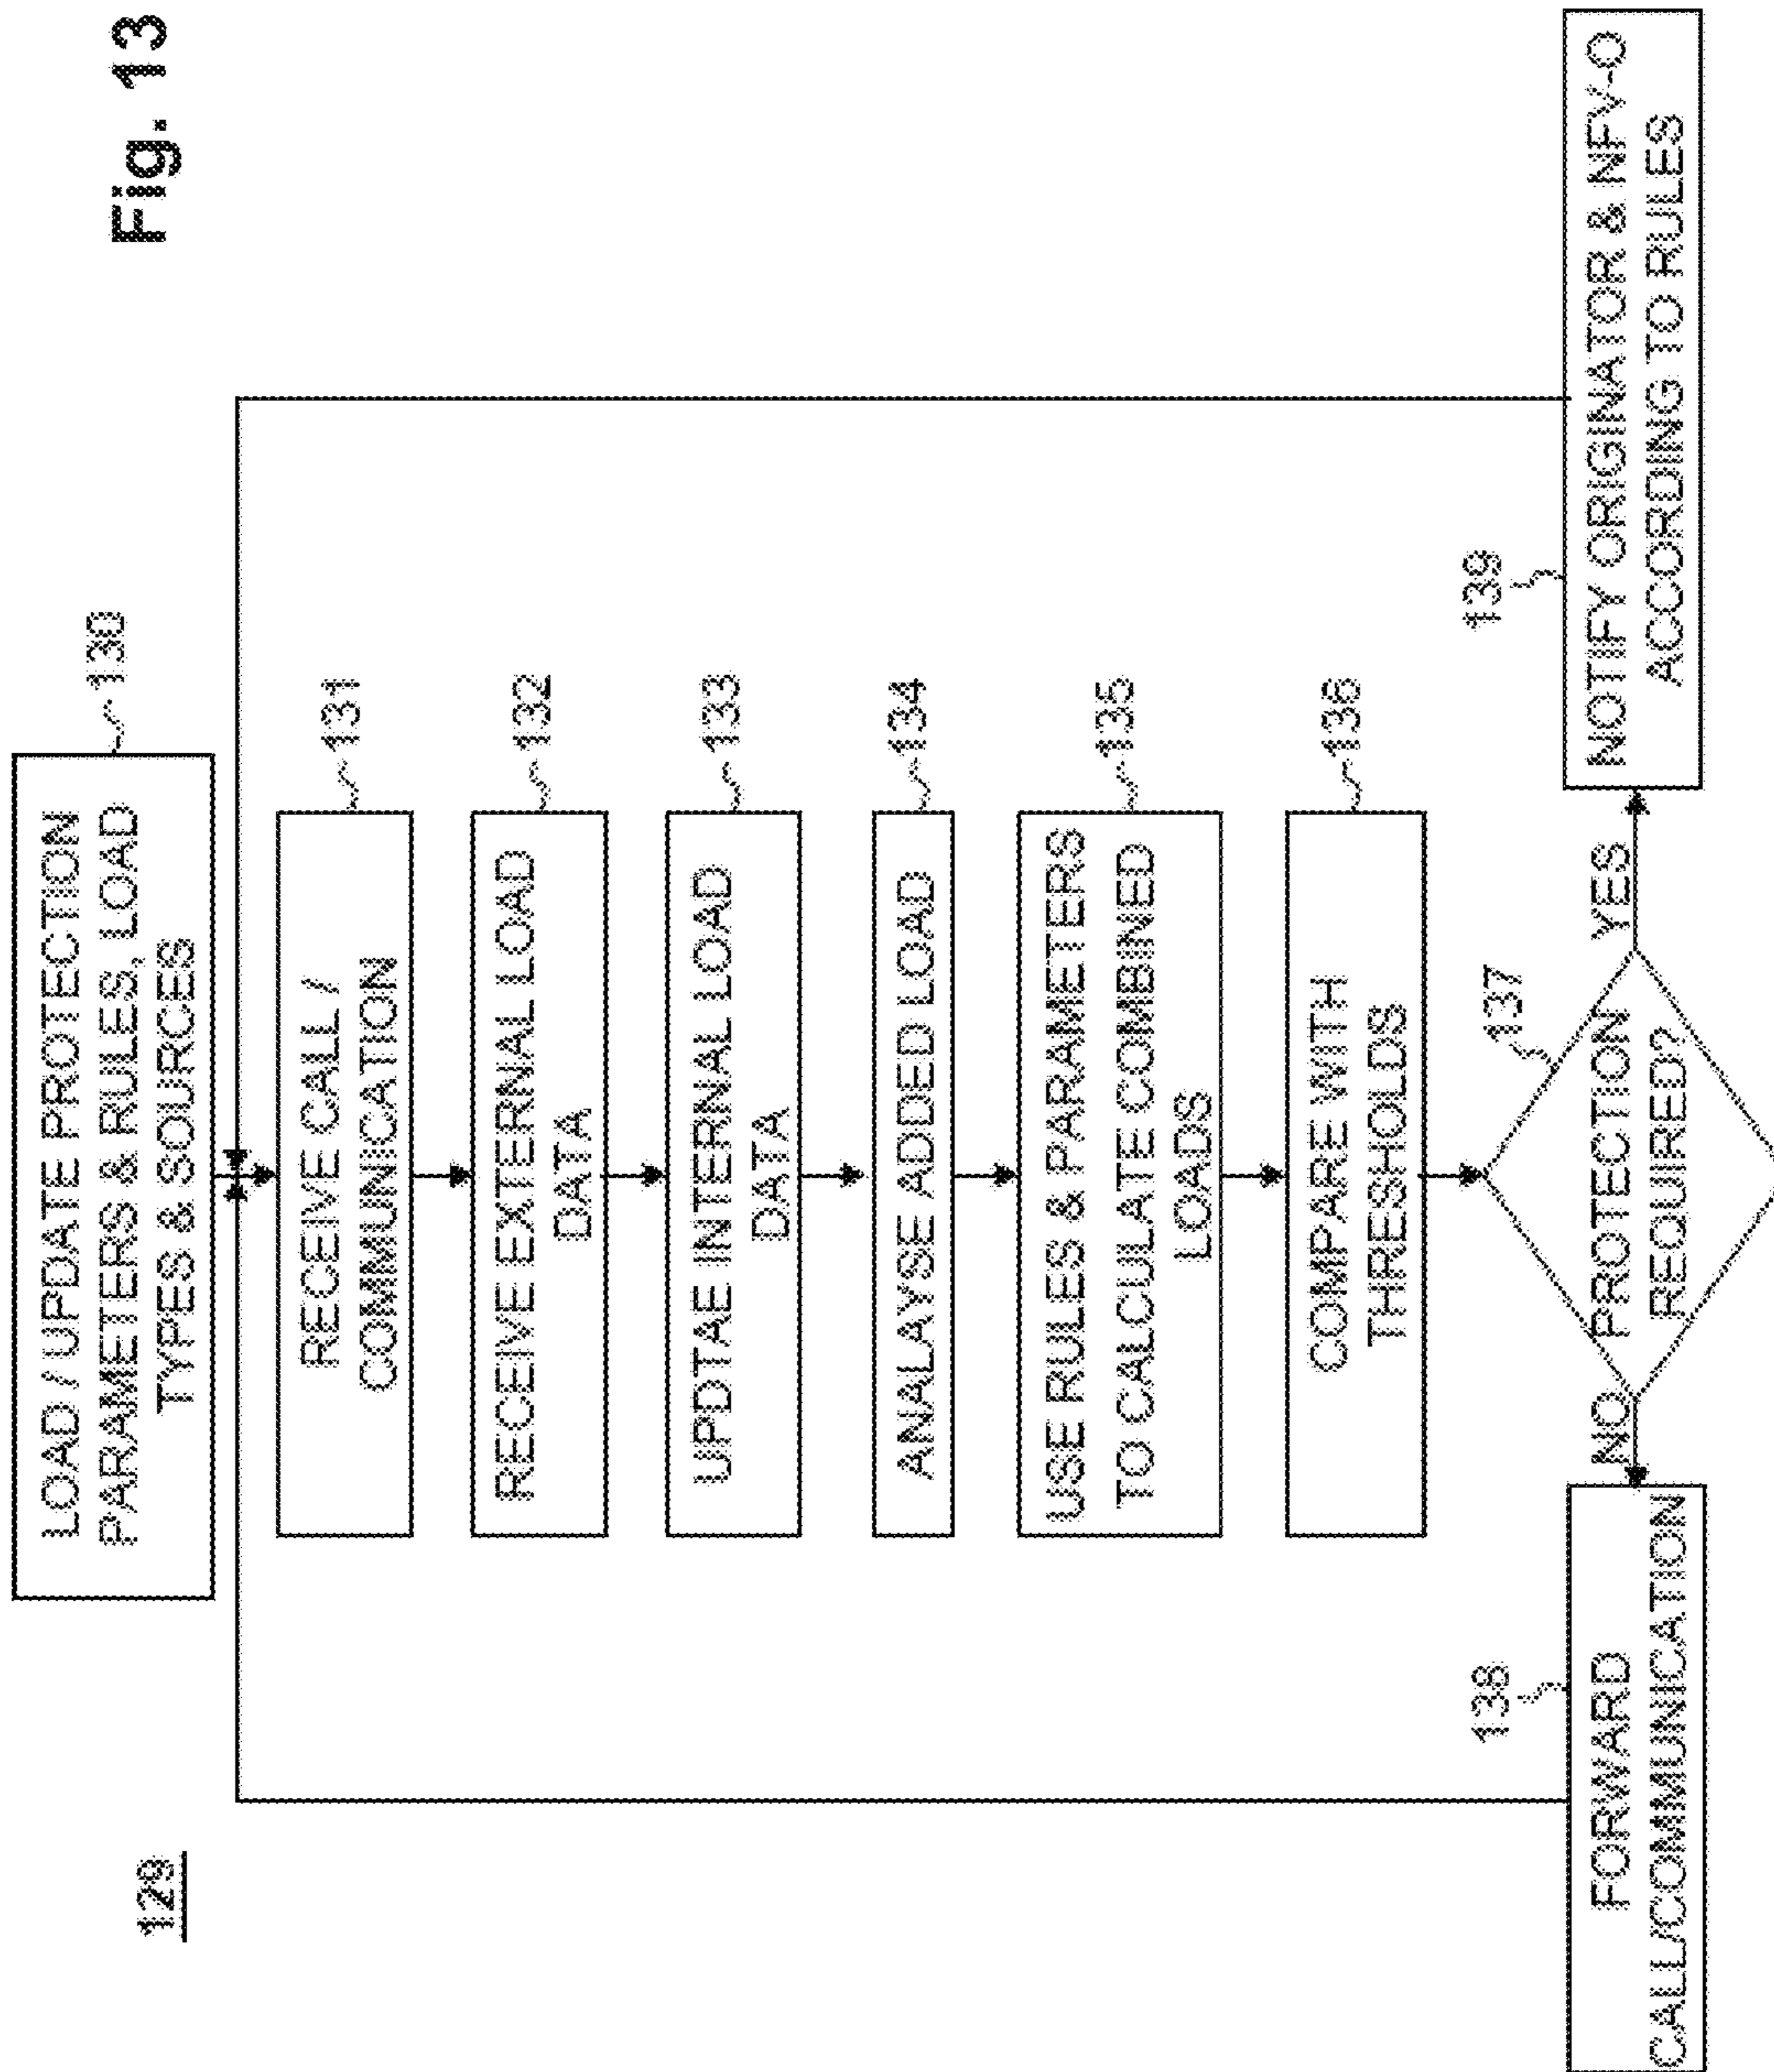 Fig. 13
129
LOAD / UPDATE PROTECTION
PARAMETERS & RULES, LOAD
TYPES & SOURCES
130
RECEIVE CALL /
COMMUNICATION
131
RECEIVE EXTERNAL LOAD
DATA
132
UPDTAE INTERNAL LOAD
DATA
133
ANALAYSE ADDED LOAD
134
USE RULES & PARAMETERS
TO CALCULATE COMBINED
LOADS
135
COMPARE WITH
THRESHOLDS
136
PROTECTION
REQUIRED?
137
NO
YES
FORWARD
CALL/COMMUNICATION
138
NOTIFY ORIGINATOR & NFV-O
ACCORDING TO RULES
139